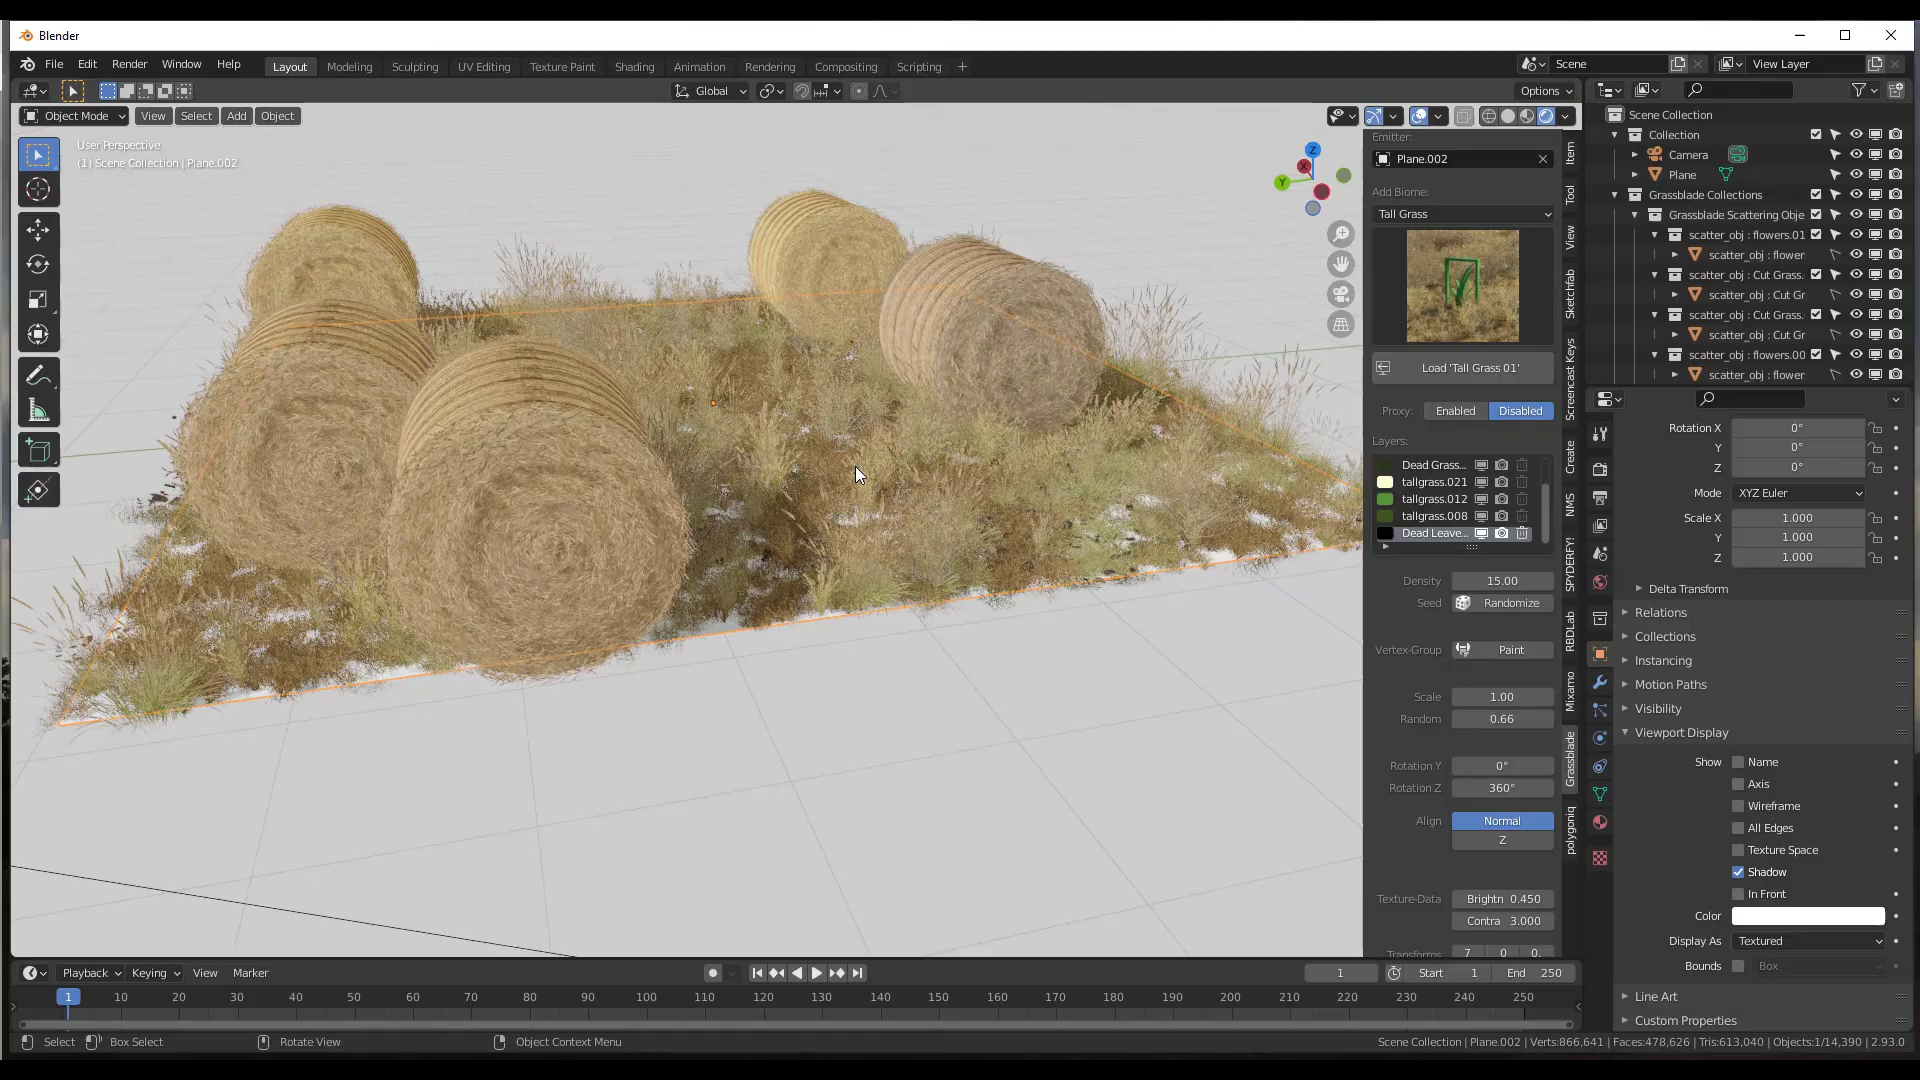 Blender
File Edit Render Window Help
Layout Modeling Sculpting UV Editing Texture Paint Shading Animation Rendering Compositing Scripting
Scene
View Layer
Global
Options
Object Mode View Select Add Object
User Perspective
(1) Scene Collection | Plane.002
Z
X
Y
Emitter:
Plane.002
Add Biome:
Tall Grass
Load 'Tall Grass 01'
Proxy: Enabled Disabled
Layers:
Dead Grass...
tallgrass.021
tallgrass.012
tallgrass.008
Dead Leave...
Density 15.00
Seed Randomize
Vertex-Group Paint
Scale 1.00
Random 0.66
Rotation Y 0°
Rotation Z 360°
Align Normal
Z
Texture-Data Brightn 0.450
Contra 3.000
Transforms 7 0 0.
Item
Tool
View
Sketchfab
Screencast Keys
Create
NMS
SPYDERFY!
RBDLab
Mixamo
Grassblade
polygoniq
Scene Collection
Collection
Camera
Plane
Grassblade Collections
Grassblade Scattering Obje
scatter_obj : flowers.01
scatter_obj : flower
scatter_obj : Cut Grass.
scatter_obj : Cut Gr
scatter_obj : Cut Grass.
scatter_obj : Cut Gr
scatter_obj : flowers.00
scatter_obj : flower
Rotation X 0°
Y 0°
Z 0°
Mode XYZ Euler
Scale X 1.000
Y 1.000
Z 1.000
Delta Transform
Relations
Collections
Instancing
Motion Paths
Visibility
Viewport Display
Show Name
Axis
Wireframe
All Edges
Texture Space
Shadow
In Front
Color
Display As Textured
Bounds Box
Line Art
Custom Properties
Playback Keying View Marker
1 Start 1 End 250
1 10 20 30 40 50 60 70 80 90 100 110 120 130 140 150 160 170 180 190 200 210 220 230 240 250
Select Box Select Rotate View Object Context Menu
Scene Collection | Plane.002 | Verts:866,641 | Faces:478,626 | Tris:613,040 | Objects:1/14,390 | 2.93.0